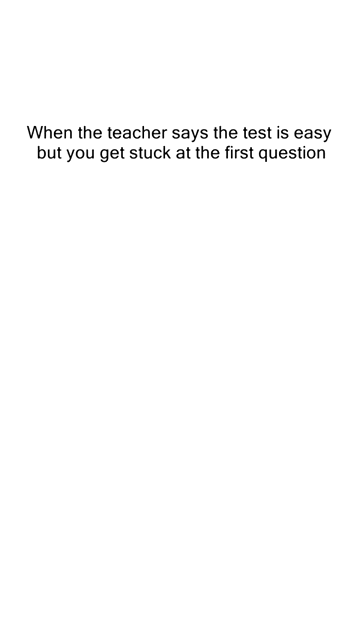 When the teacher says the test is easy
but you get stuck at the first question